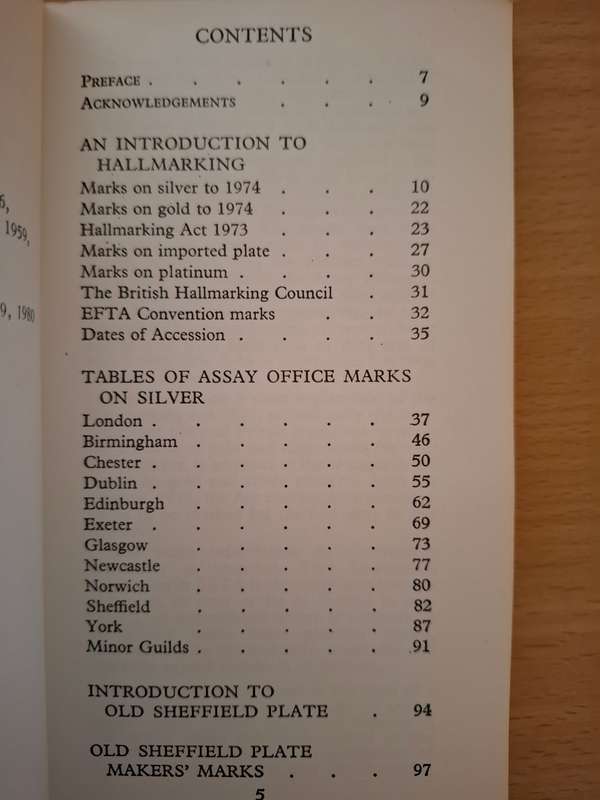 6,
1959,
9, 1980
CONTENTS
PREFACE . . . . . . 7
ACKNOWLEDGEMENTS . . . 9
AN INTRODUCTION TO
HALLMARKING
Marks on silver to 1974 . . . 10
Marks on gold to 1974 . . . 22
Hallmarking Act 1973 . . . 23
Marks on imported plate . . . 27
Marks on platinum . . . . 30
The British Hallmarking Council . 31
EFTA Convention marks . . 32
Dates of Accession . . . . 35
TABLES OF ASSAY OFFICE MARKS
ON SILVER
London . . . . . . 37
Birmingham . . . . . 46
Chester . . . . . . 50
Dublin . . . . . . 55
Edinburgh . . . . . 62
Exeter . . . . . . 69
Glasgow . . . . . 73
Newcastle . . . . . 77
Norwich . . . . . 80
Sheffield . . . . . 82
York . . . . . 87
Minor Guilds . . . . . 91
INTRODUCTION TO
OLD SHEFFIELD PLATE . 94
OLD SHEFFIELD PLATE
MAKERS' MARKS . . . 97
5